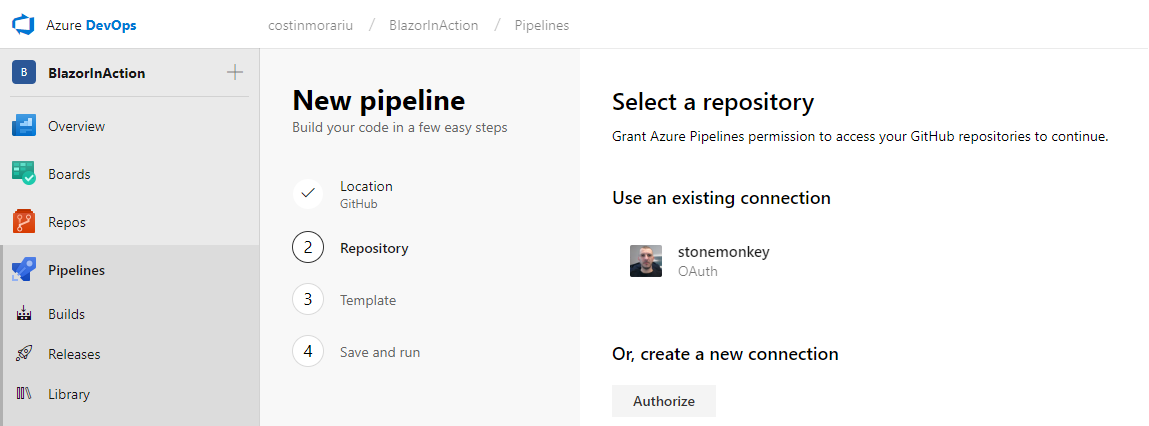 Azure DevOps
costinmorariu / BlazorInAction / Pipelines
B BlazorInAction
Overview
Boards
Repos
Pipelines
Builds
Releases
Library
New pipeline
Build your code in a few easy steps
Location
GitHub
2 Repository
3 Template
4 Save and run
Select a repository
Grant Azure Pipelines permission to access your GitHub repositories to continue.
Use an existing connection
stonemonkey
OAuth
Or, create a new connection
Authorize